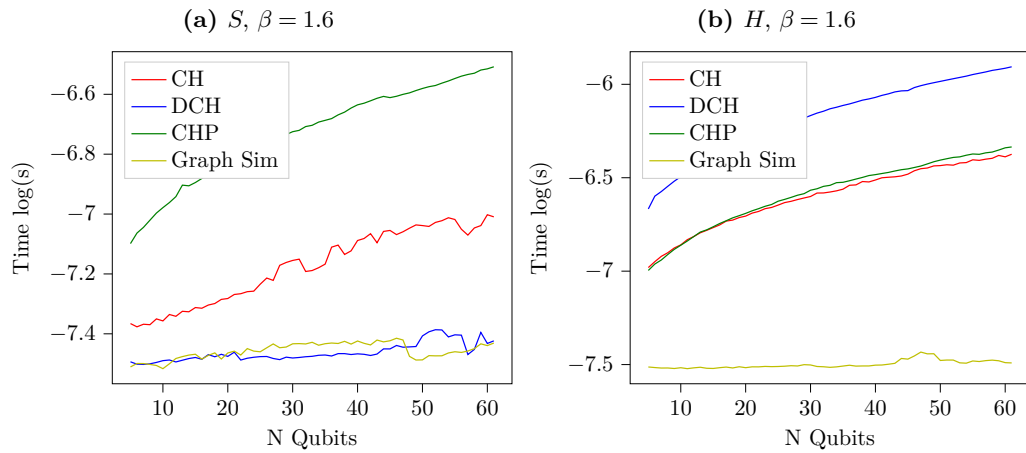 (a) S, β = 1.6
CH
DCH
CHP
Graph Sim
−6.6
−6.8
−7
−7.2
−7.4
Time log(s)
10
20
30
40
50
60
N Qubits
(b) H, β = 1.6
CH
DCH
CHP
Graph Sim
−6
−6.5
−7
−7.5
Time log(s)
10
20
30
40
50
60
N Qubits